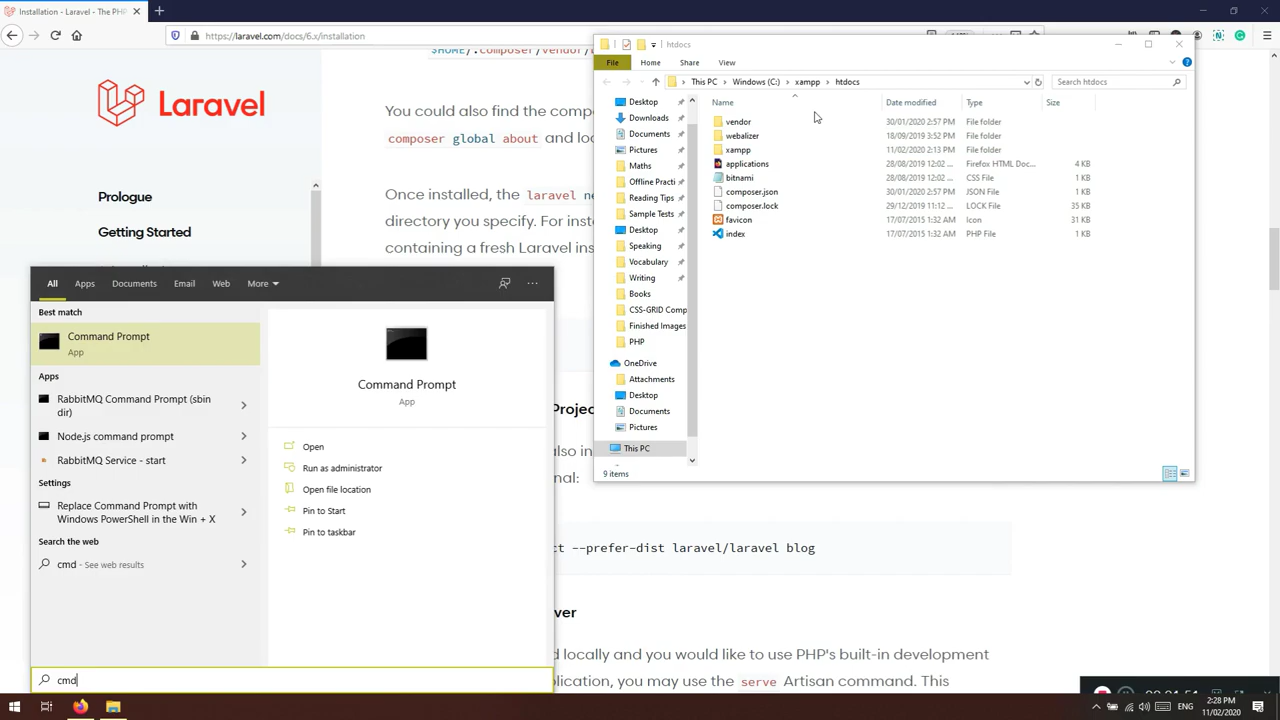 Installation - Laravel - The PHP
https://laravel.com/docs/6.x/installation
$HOME/.composer/vendor/
Laravel
You could also find the comp
composer global about and loc
Prologue
Once installed, the laravel ne
directory you specify. For inst
Getting Started
containing a fresh Laravel ins
Proje
also in
nal:
ct --prefer-dist laravel/laravel blog
ver
d locally and you would like to use PHP's built-in development
plication, you may use the serve Artisan command. This
htdocs
File Home Share View
This PC Windows (C:) xampp htdocs Search htdocs
Name Date modified Type Size
Desktop
Downloads
Documents
Pictures
Maths
Offline Practi
Reading Tips
Sample Tests
Desktop
Speaking
Vocabulary
Writing
Books
CSS-GRID Comp
Finished Images
PHP
OneDrive
Attachments
Desktop
Documents
Pictures
This PC
vendor 30/01/2020 2:57 PM File folder
webalizer 18/09/2019 3:52 PM File folder
xampp 11/02/2020 2:13 PM File folder
applications 28/08/2019 12:02 ... Firefox HTML Doc... 4 KB
bitnami 28/08/2019 12:02 ... CSS File 1 KB
composer.json 30/01/2020 2:57 PM JSON File 1 KB
composer.lock 29/12/2019 11:12 ... LOCK File 35 KB
favicon 17/07/2015 1:32 AM Icon 31 KB
index 17/07/2015 1:32 AM PHP File 1 KB
9 items
All Apps Documents Email Web More
Best match
Command Prompt
App
Apps
RabbitMQ Command Prompt (sbin
dir)
Node.js command prompt
RabbitMQ Service - start
Settings
Replace Command Prompt with
Windows PowerShell in the Win + X
Search the web
cmd - See web results
Command Prompt
App
Open
Run as administrator
Open file location
Pin to Start
Pin to taskbar
cmd
ENG
2:28 PM
11/02/2020